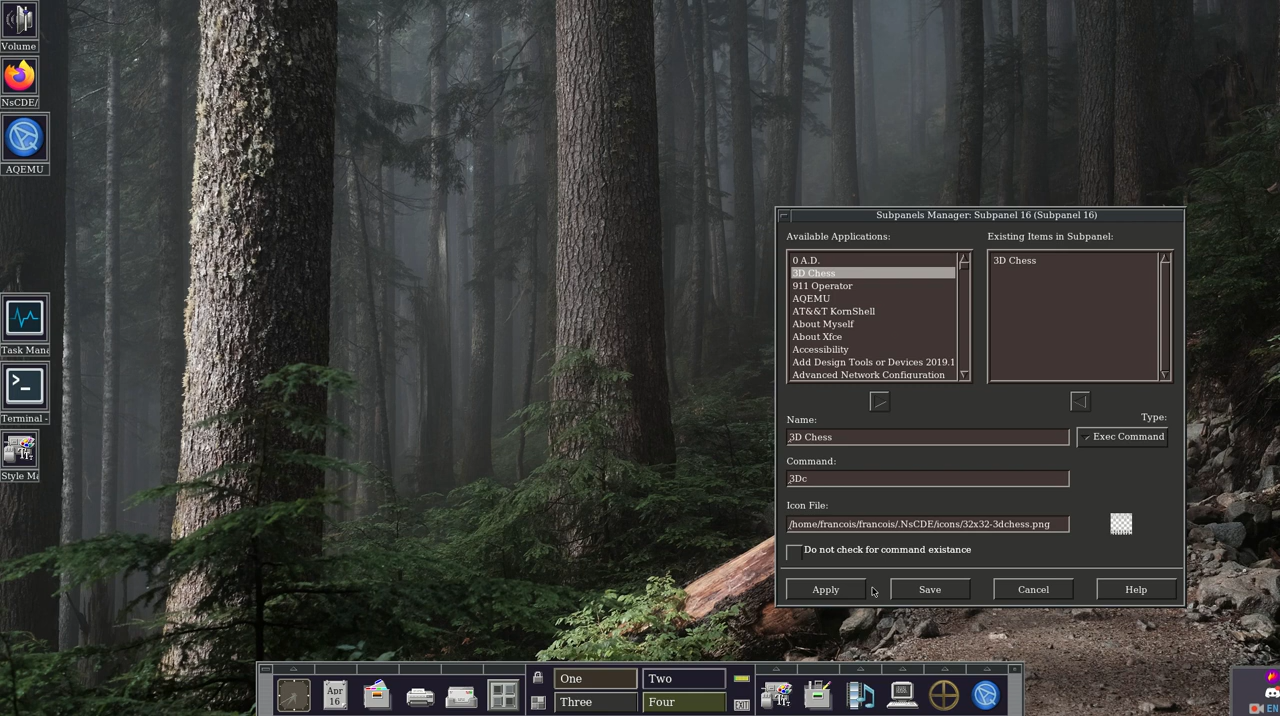 Volume
NsCDE/
AQEMU
Task Mana
Terminal -
Style Ma
Subpanels Manager: Subpanel 16 (Subpanel 16)
Available Applications:
Existing Items in Subpanel:
0 A.D.
3D Chess
911 Operator
AQEMU
AT&&T KornShell
About Myself
About Xfce
Accessibility
Add Design Tools or Devices 2019.1
Advanced Network Configuration
3D Chess
Name:
Type:
3D Chess
Exec Command
Command:
3Dc
Icon File:
/home/francois/francois/.NsCDE/icons/32x32-3dchess.png
Do not check for command existance
Apply
Save
Cancel
Help
Apr
16
One
Two
Three
Four
EXIT
EN